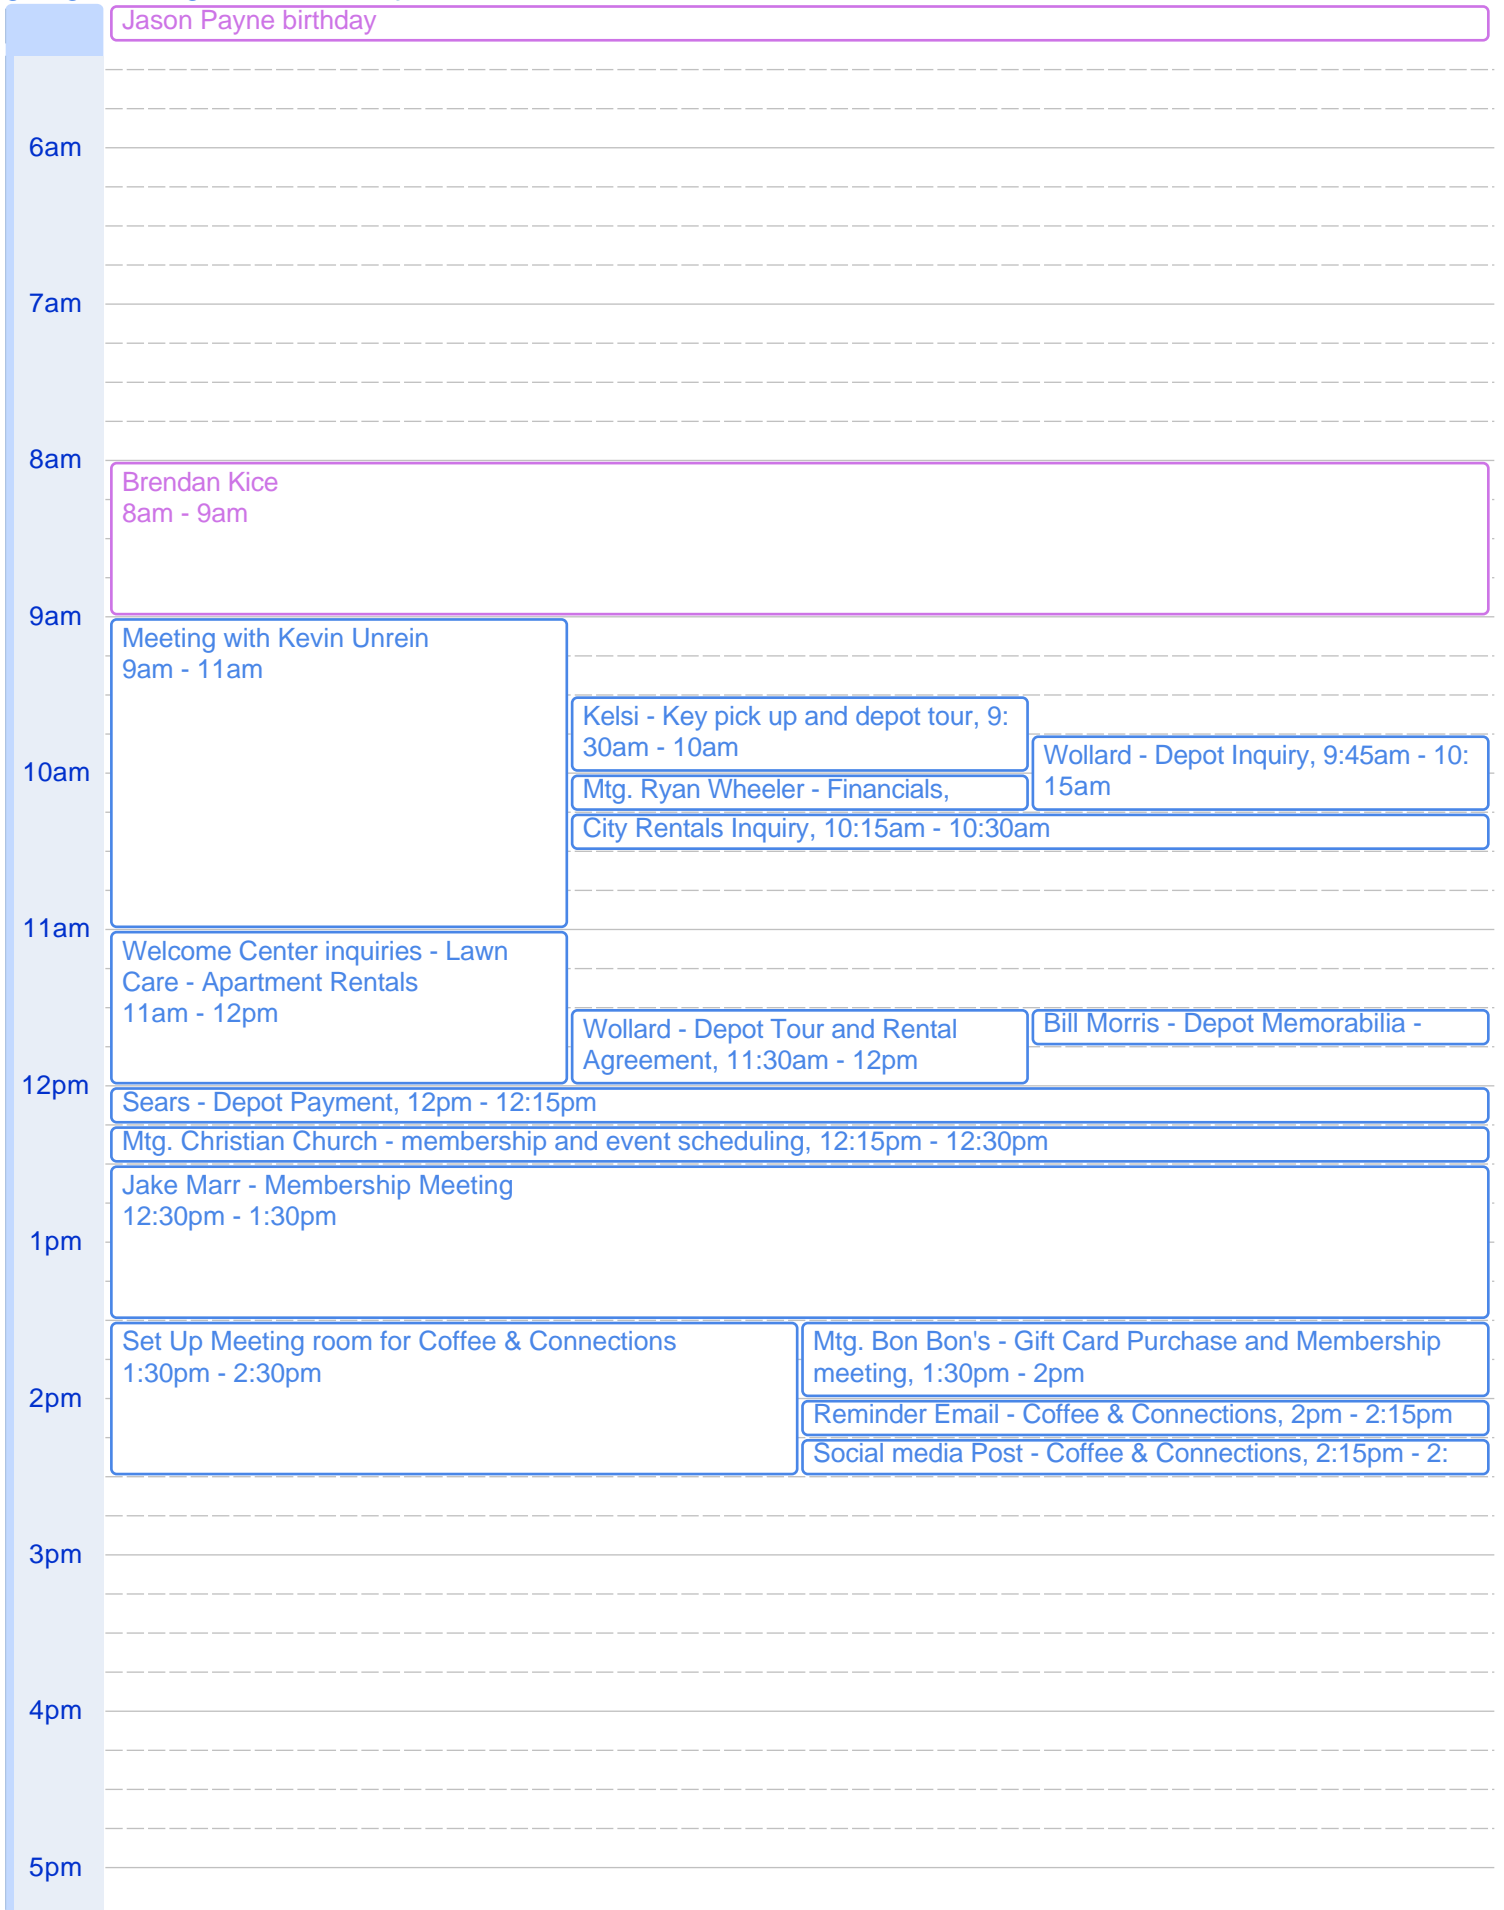 Jason Payne birthday
6am
7am
8am
Brendan Kice
8am - 9am
9am
Meeting with Kevin Unrein
9am - 11am
Kelsi - Key pick up and depot tour, 9:
30am - 10am
Wollard - Depot Inquiry, 9:45am - 10:
15am
10am
Mtg. Ryan Wheeler - Financials,
City Rentals Inquiry, 10:15am - 10:30am
11am
Welcome Center inquiries - Lawn
Care - Apartment Rentals
11am - 12pm
Wollard - Depot Tour and Rental
Agreement, 11:30am - 12pm
Bill Morris - Depot Memorabilia -
12pm
Sears - Depot Payment, 12pm - 12:15pm
Mtg. Christian Church - membership and event scheduling, 12:15pm - 12:30pm
Jake Marr - Membership Meeting
12:30pm - 1:30pm
1pm
Set Up Meeting room for Coffee & Connections
1:30pm - 2:30pm
Mtg. Bon Bon's - Gift Card Purchase and Membership
meeting, 1:30pm - 2pm
2pm
Reminder Email - Coffee & Connections, 2pm - 2:15pm
Social media Post - Coffee & Connections, 2:15pm - 2:
3pm
4pm
5pm